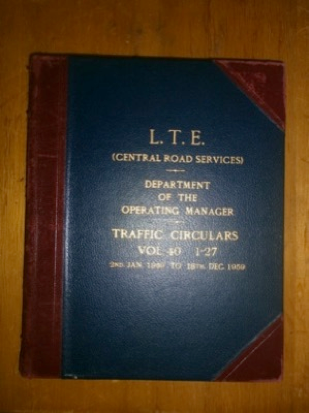 L. T. E.
(CENTRAL ROAD SERVICES)
DEPARTMENT
OF THE
OPERATING MANAGER
TRAFFIC CIRCULARS
VOL 40 1-27
2ND. JAN. TO 18TH. DEC. 1959